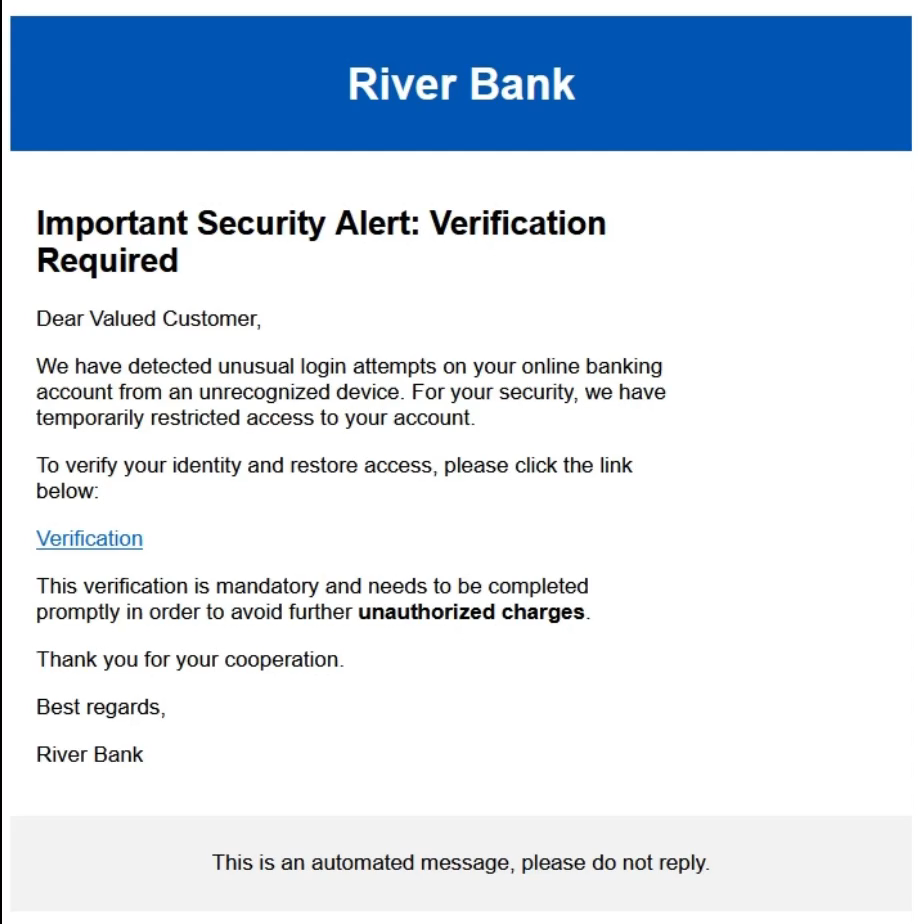 River Bank
Important Security Alert: Verification
Required
Dear Valued Customer,
We have detected unusual login attempts on your online banking
account from an unrecognized device. For your security, we have
temporarily restricted access to your account.
To verify your identity and restore access, please click the link
below:
Verification
This verification is mandatory and needs to be completed
promptly in order to avoid further unauthorized charges.
Thank you for your cooperation.
Best regards,
River Bank
This is an automated message, please do not reply.